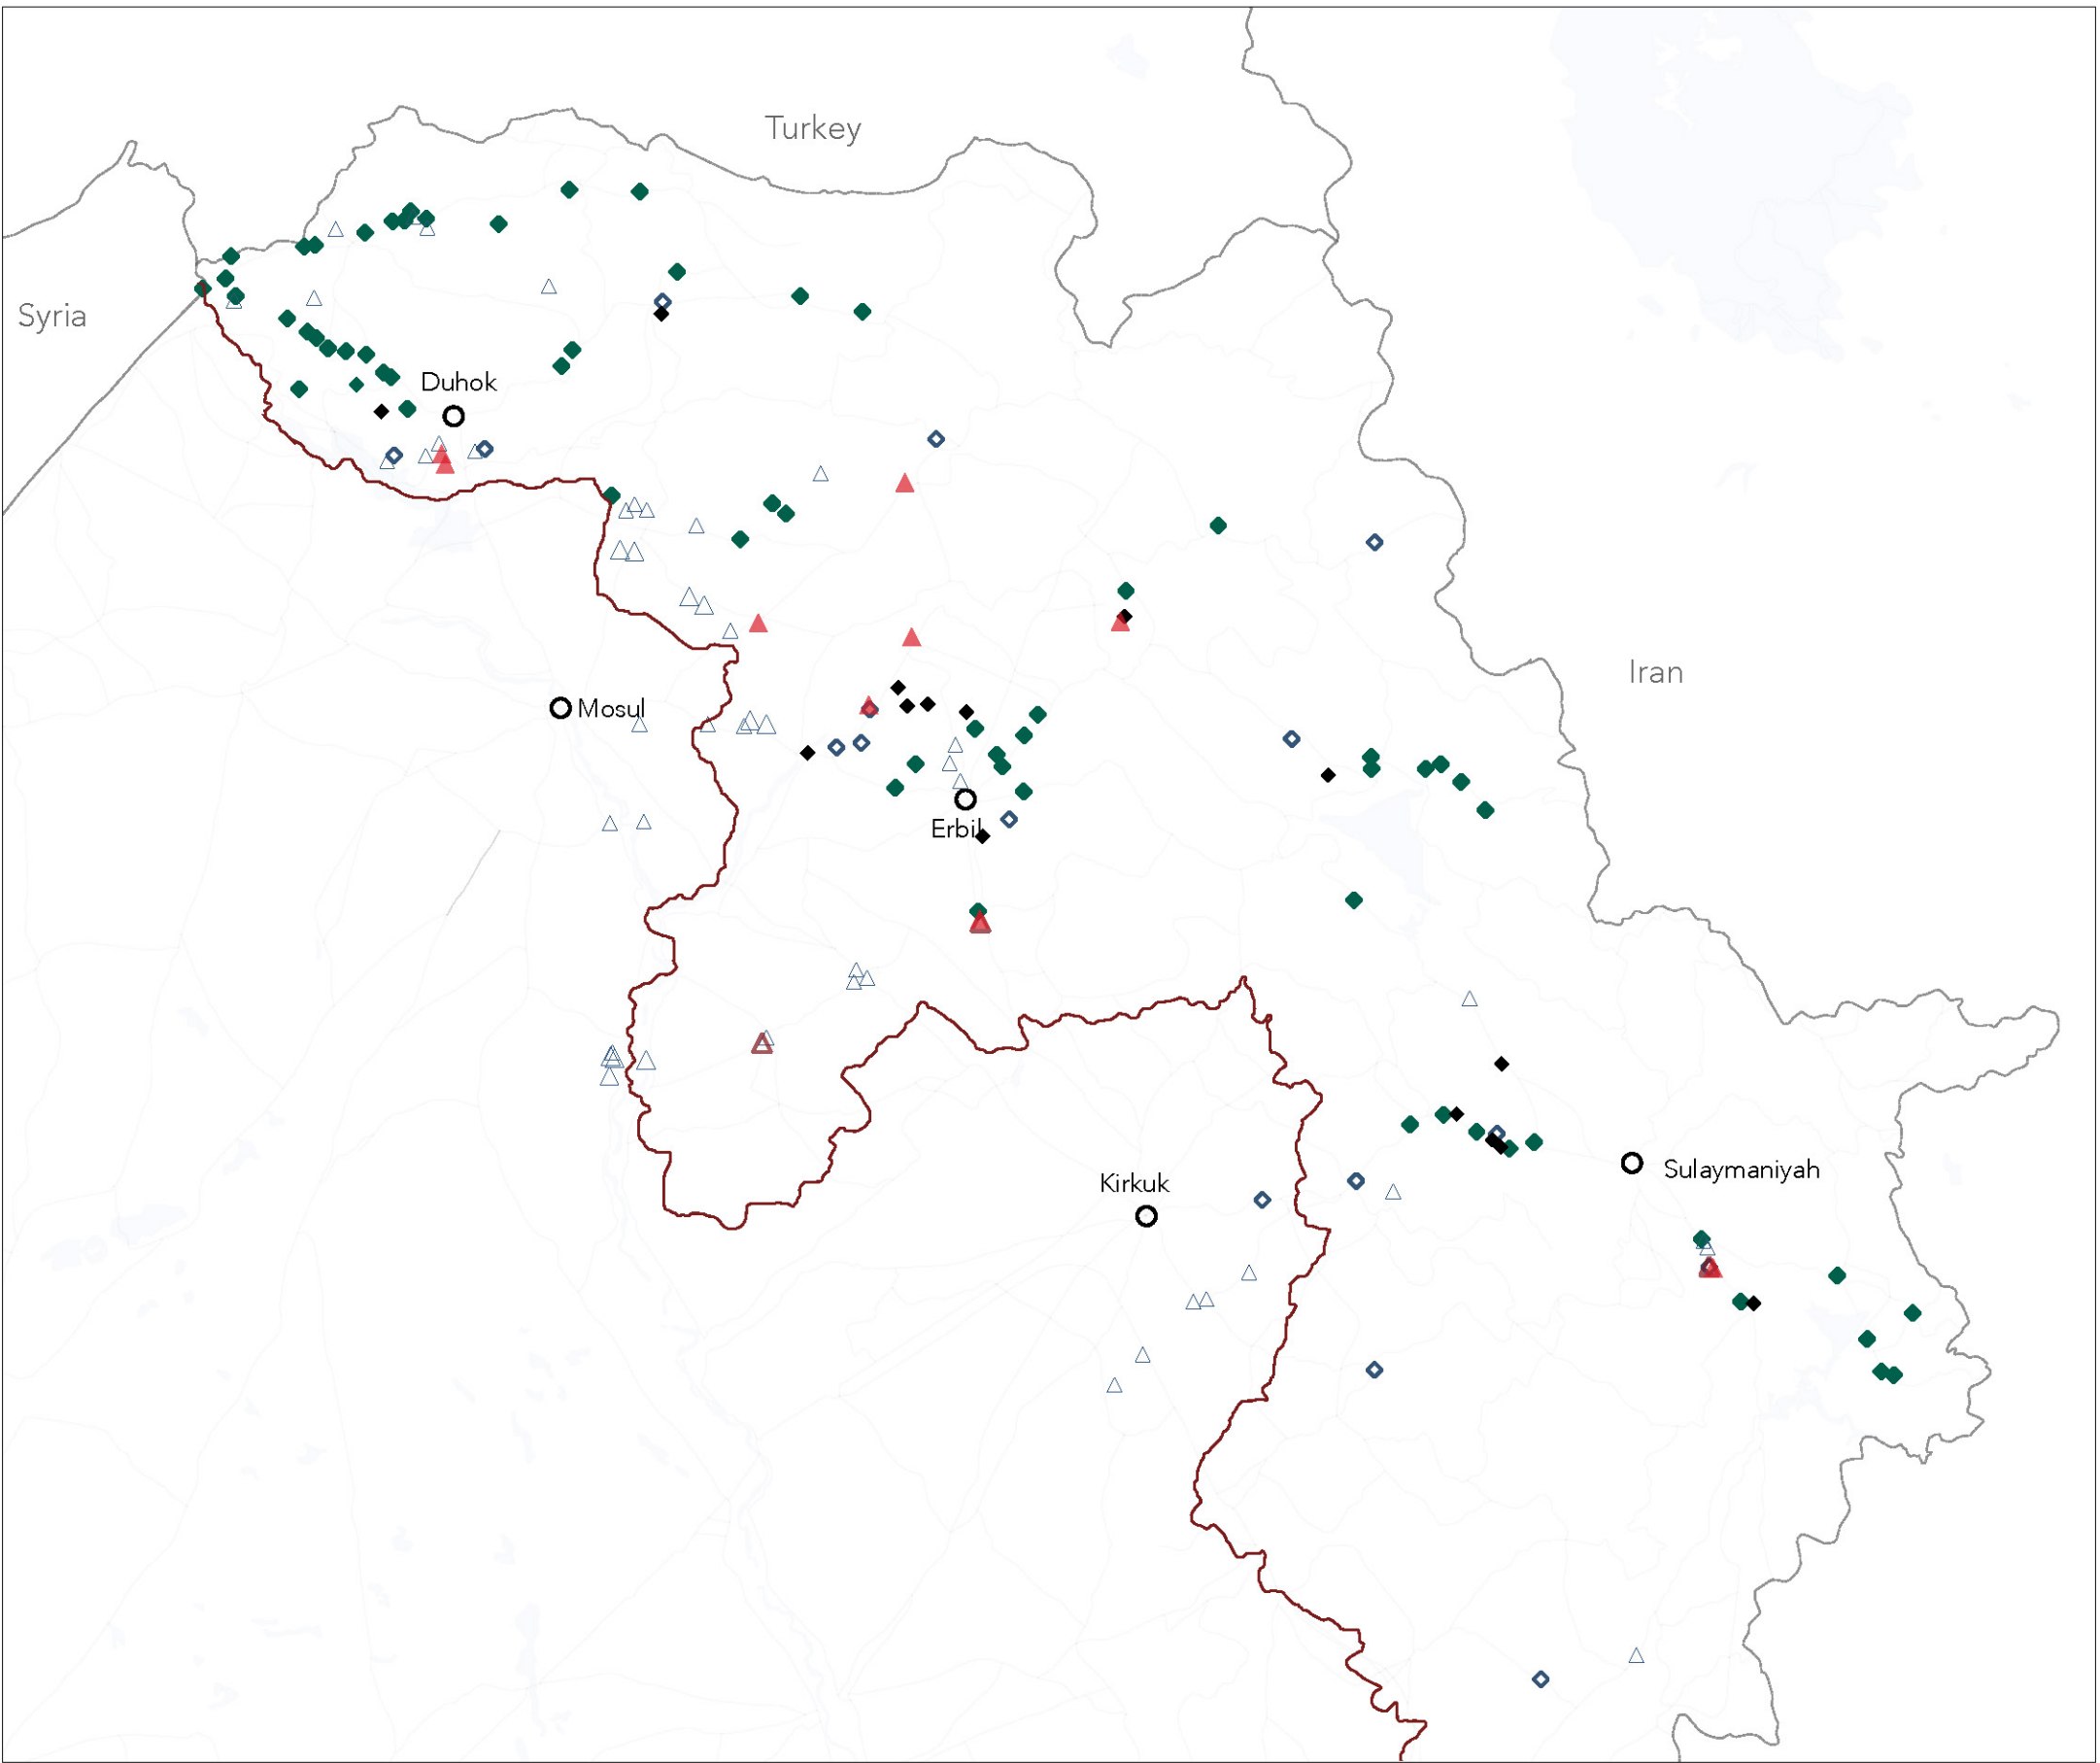 Turkey
Syria
Duhok
Iran
Mosul
Erbil
Sulaymaniyah
Kirkuk